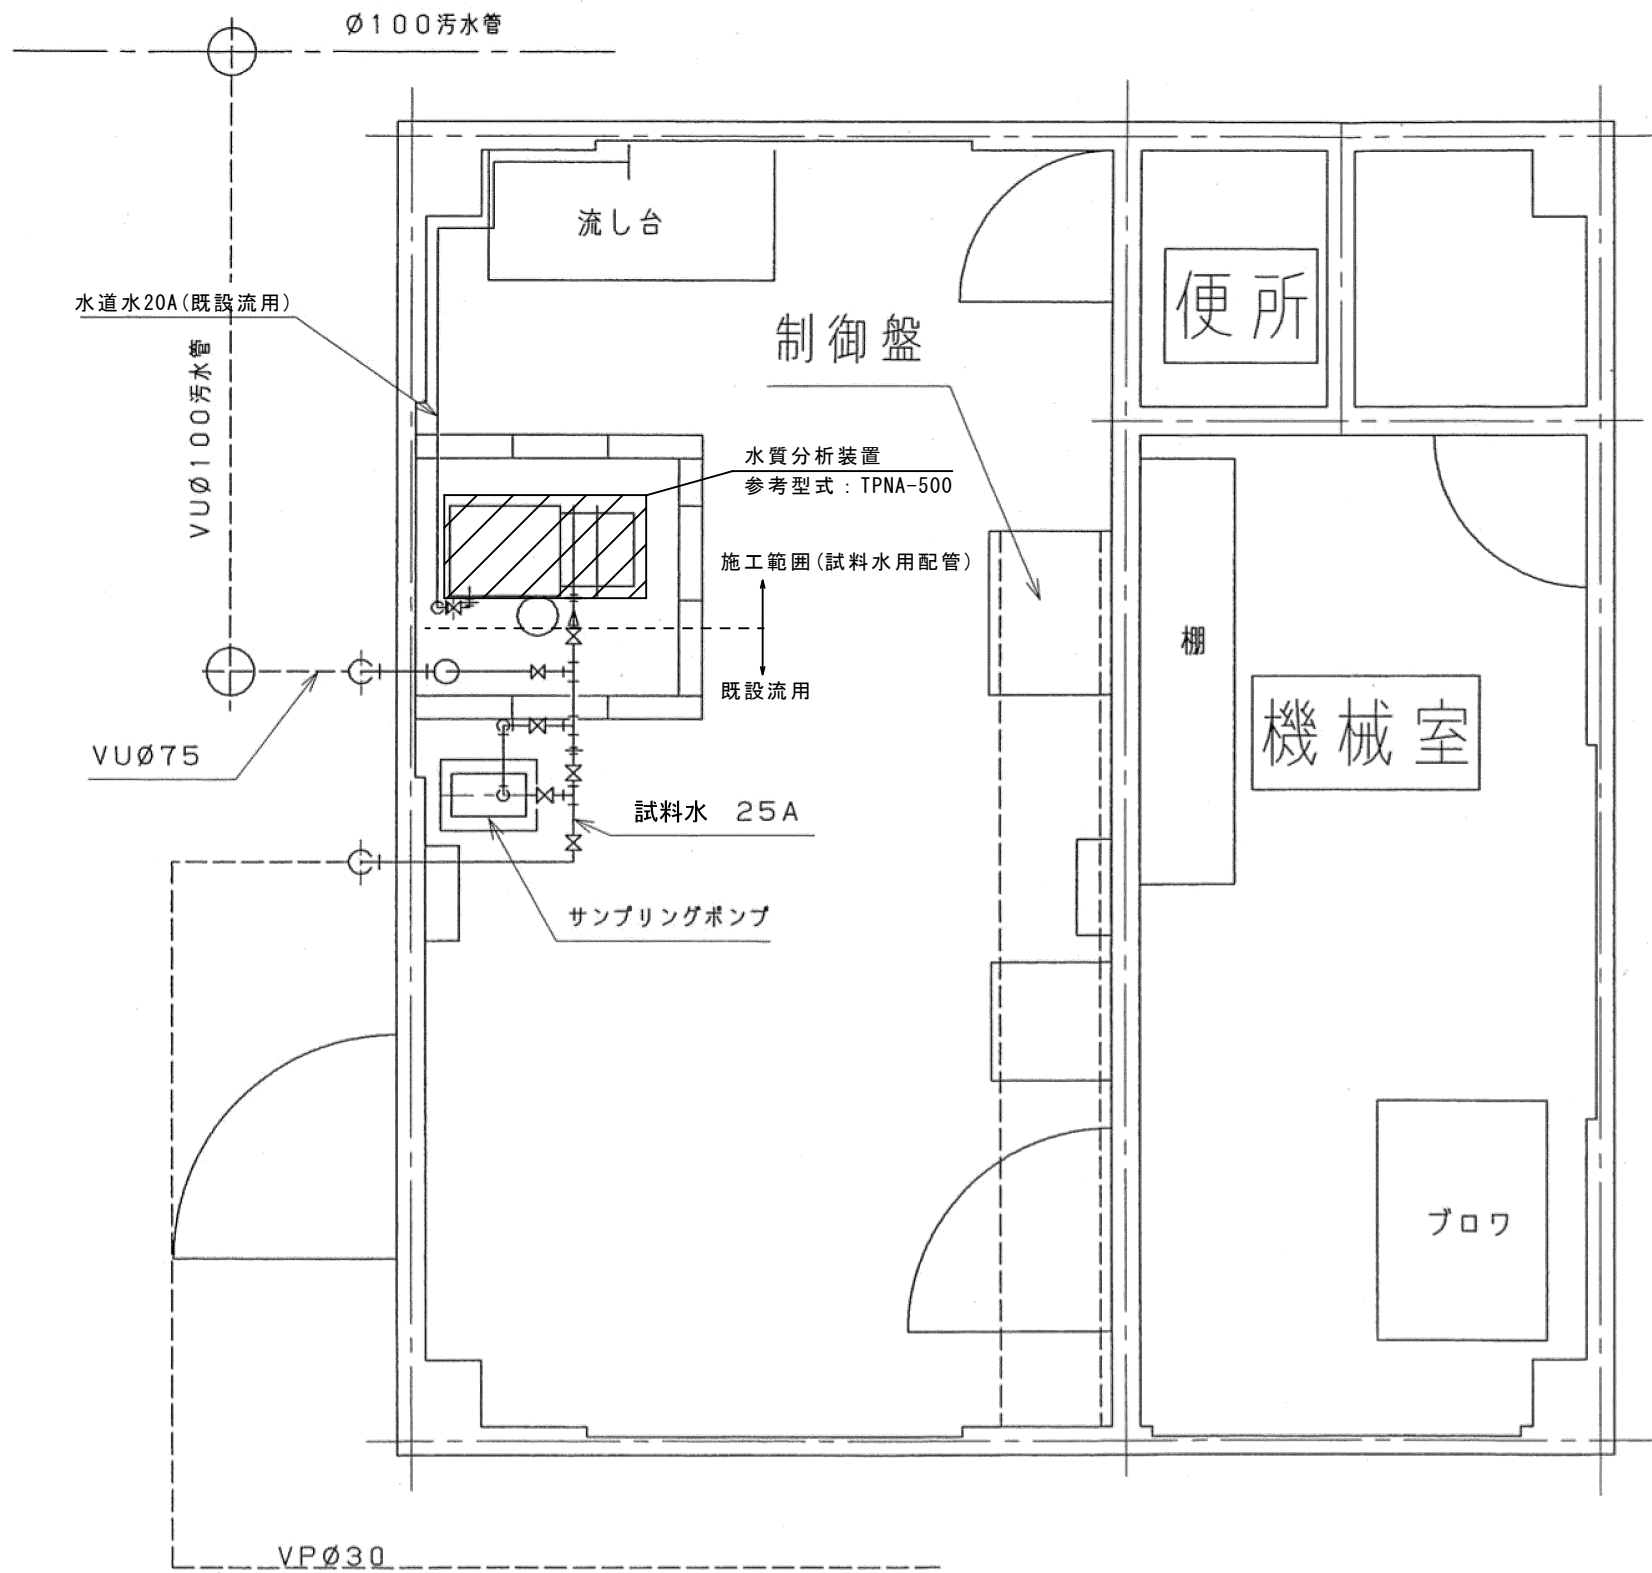 Ø100汚水管
流し台
便所
水道水20A(既設流用)
制御盤
VUØ100汚水管
水質分析装置
参考型式：TPNA-500
施工範囲(試料水用配管)
棚
既設流用
機械室
VUØ75
試料水 25A
サンプリングポンプ
ブロワ
VPØ30